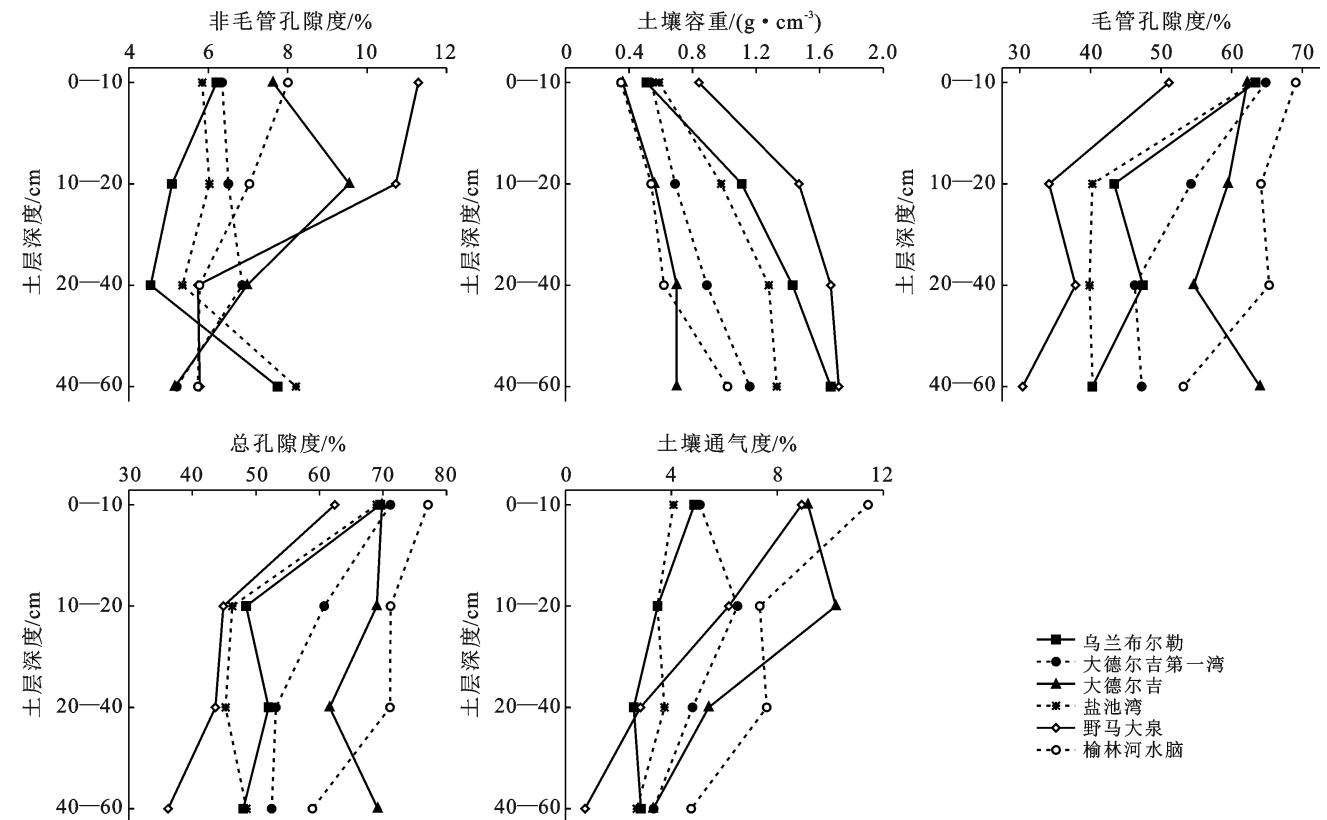 非毛管孔隙度/%
4 6 8 10 12
0—10
10—20
20—40
40—60
土层深度/cm
土壤容重/(g·cm⁻³)
0 0.4 0.8 1.2 1.6 2.0
0—10
10—20
20—40
40—60
土层深度/cm
毛管孔隙度/%
30 40 50 60 70
0—10
10—20
20—40
40—60
土层深度/cm
总孔隙度/%
30 40 50 60 70 80
0—10
10—20
20—40
40—60
土层深度/cm
土壤通气度/%
0 4 8 12
0—10
10—20
20—40
40—60
土层深度/cm
乌兰布尔勒
大德尔吉第一湾
大德尔吉
盐池湾
野马大泉
榆林河水脑